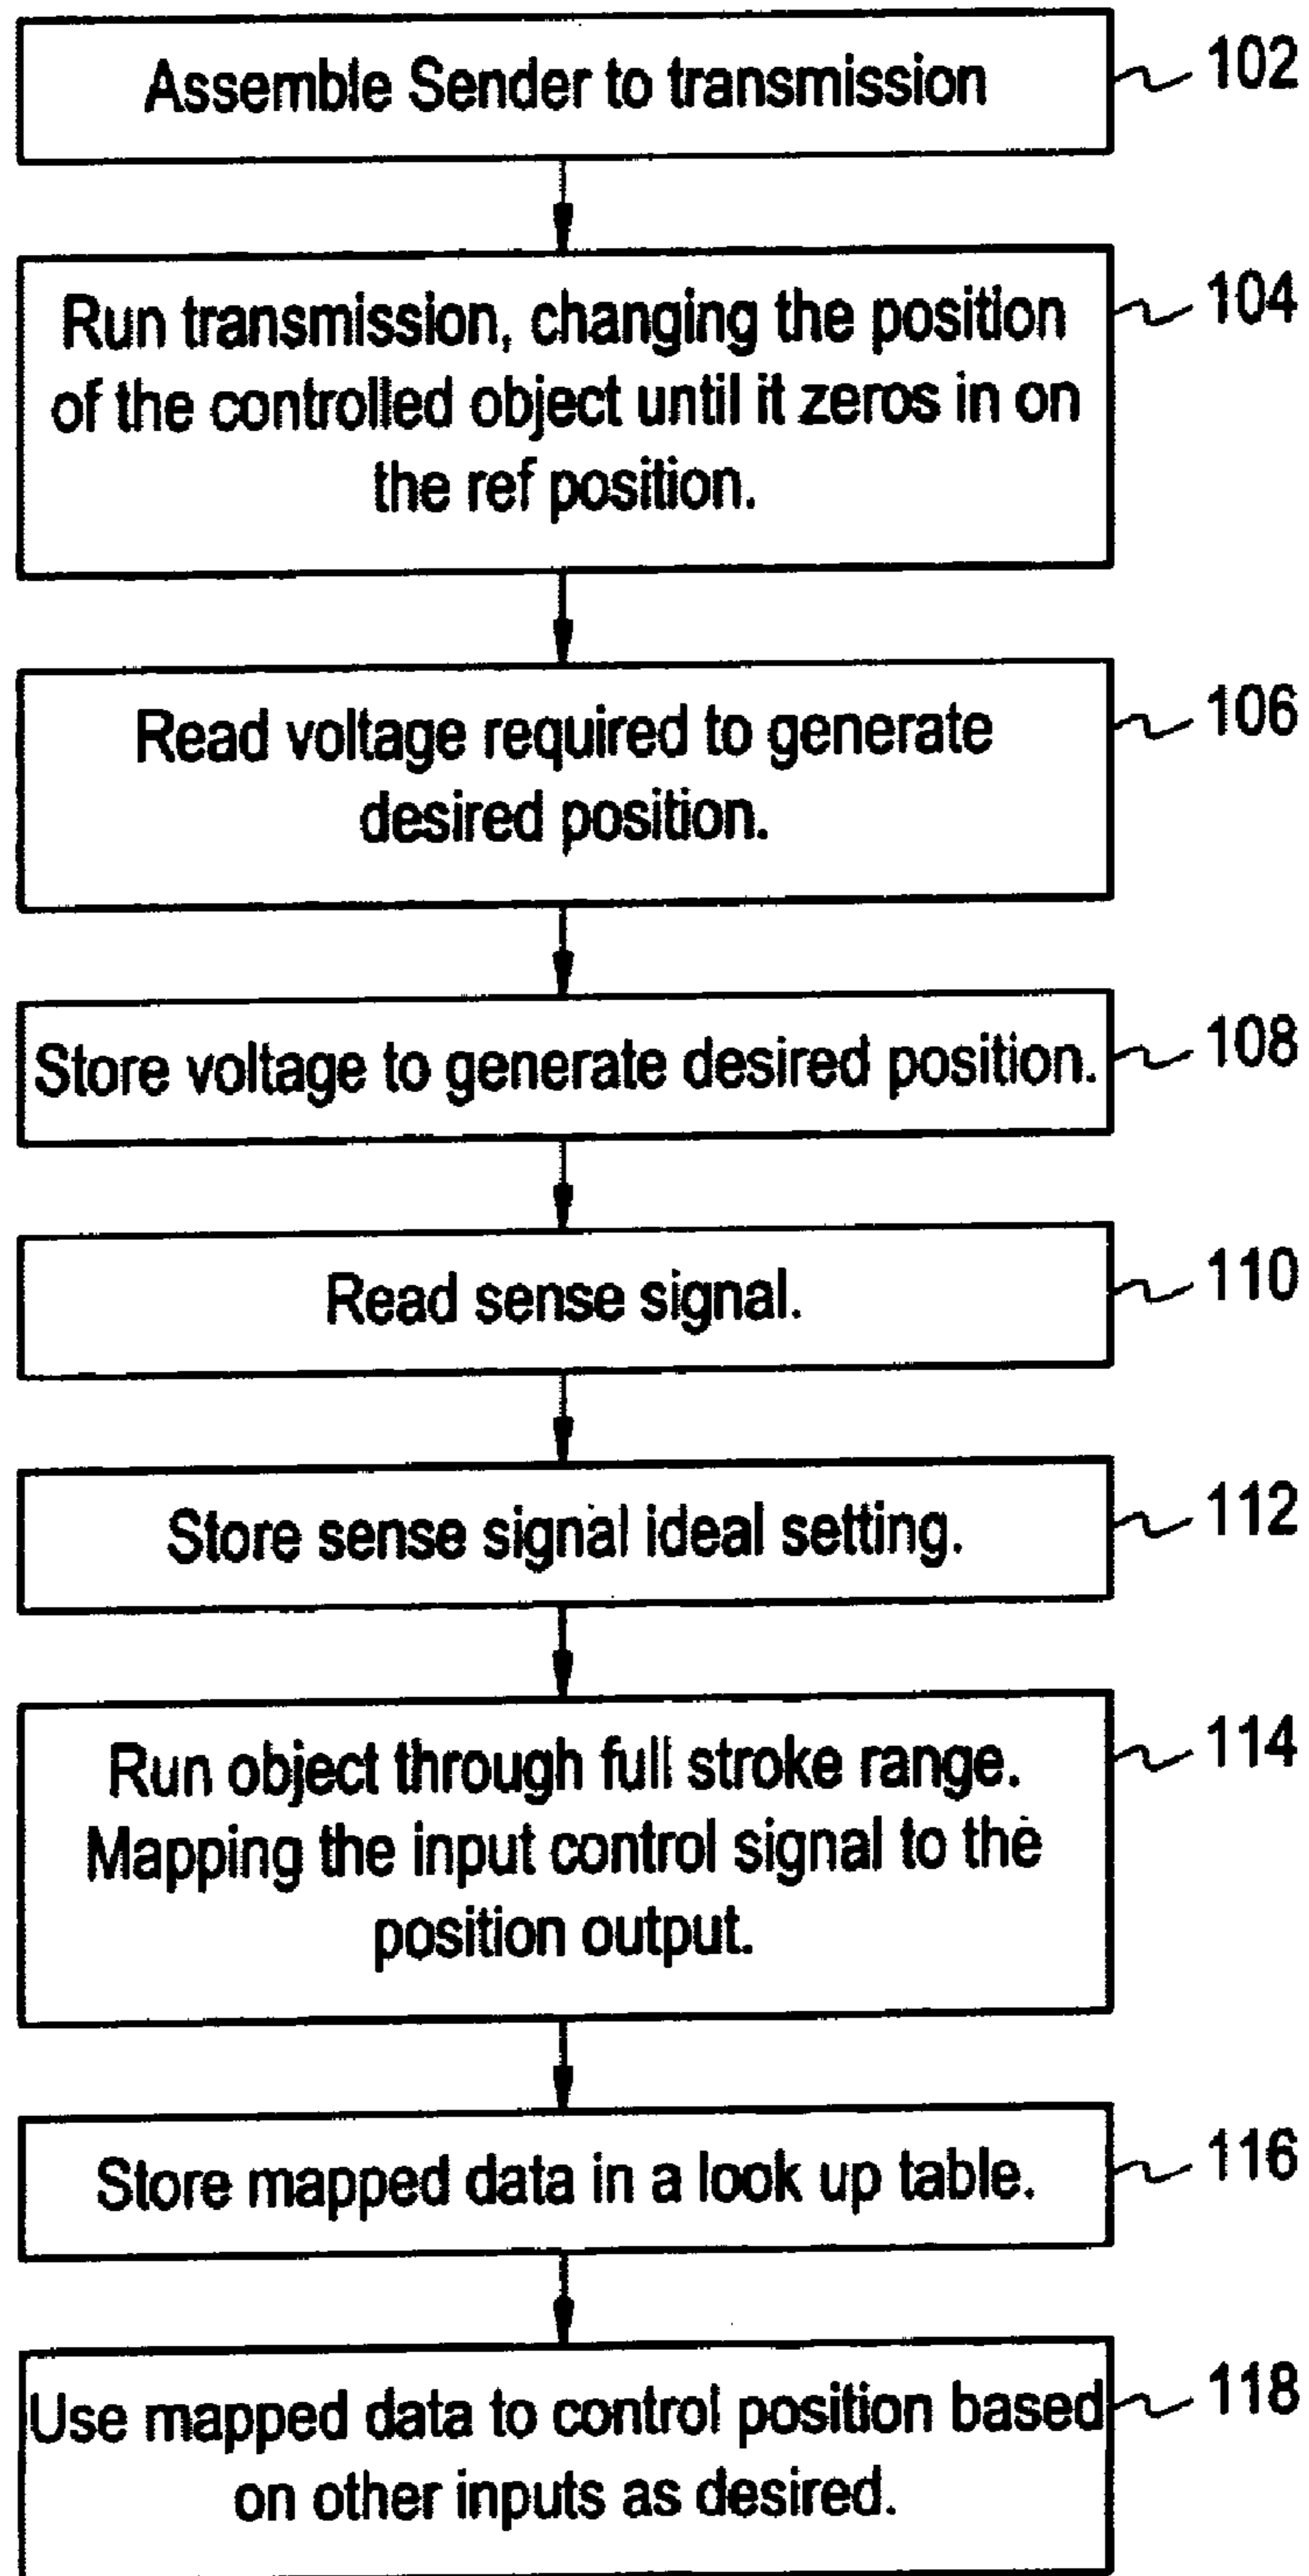 Assemble Sender to transmission
102
Run transmission, changing the position
of the controlled object until it zeros in on
the ref position.
104
Read voltage required to generate
desired position.
106
Store voltage to generate desired position.
108
Read sense signal.
110
Store sense signal ideal setting.
112
Run object through full stroke range.
Mapping the input control signal to the
position output.
114
Store mapped data in a look up table.
116
Use mapped data to control position based
on other inputs as desired.
118